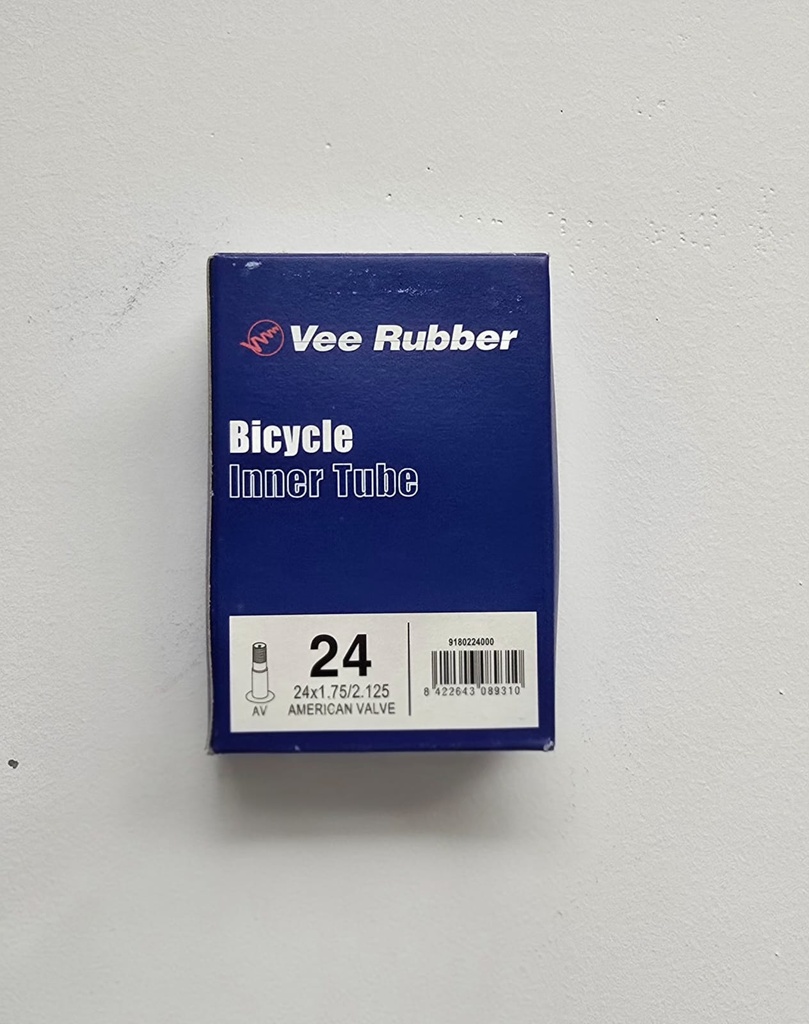 Vee Rubber
Bicycle
Inner Tube
24
24x1.75/2.125
AV
AMERICAN VALVE
9180224000
8 422643 089310